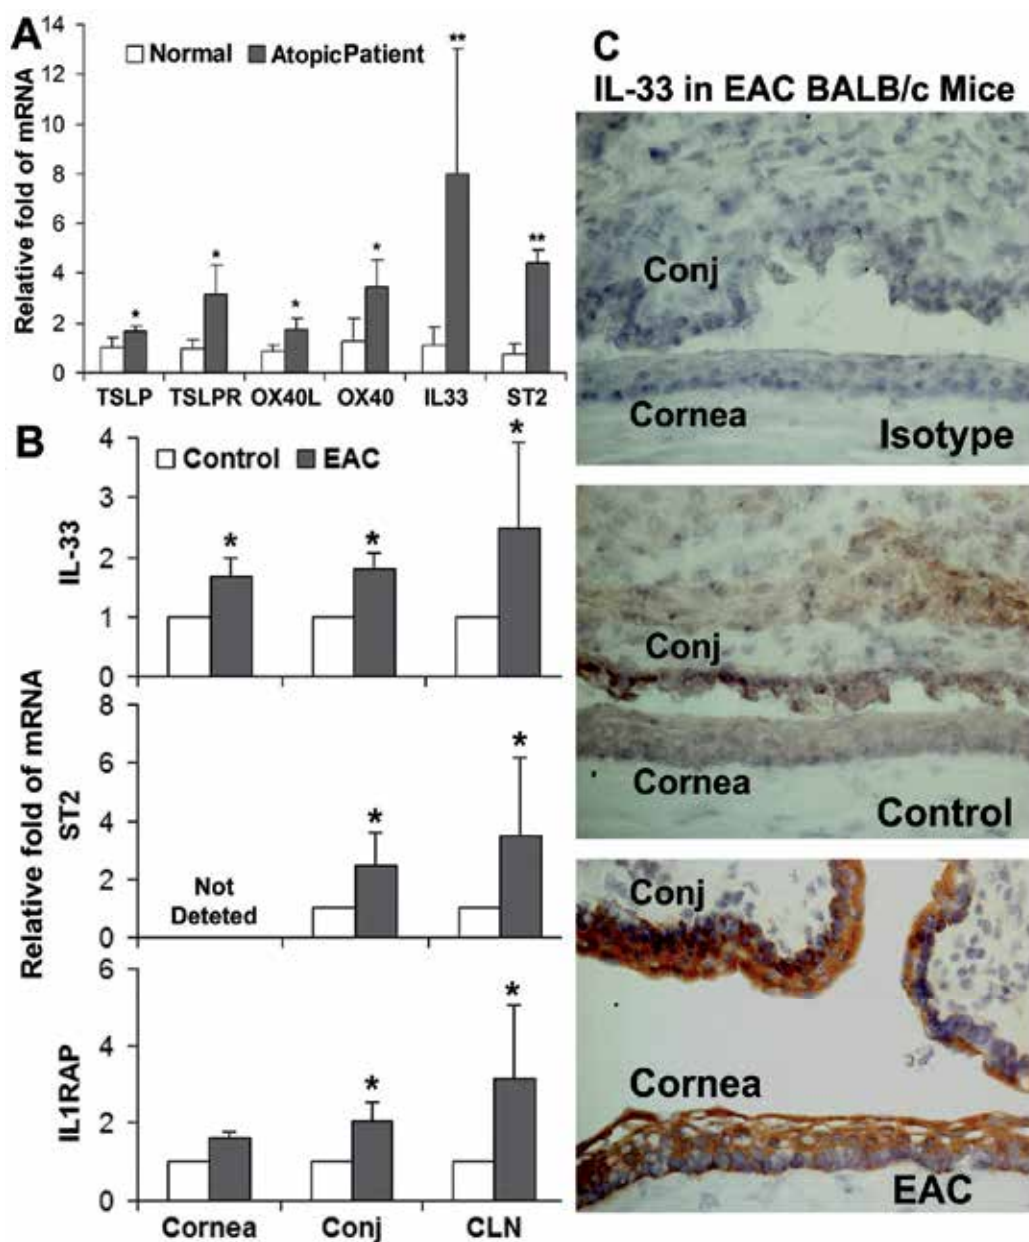 A
Relative fold of mRNA
14
12
10
8
6
4
2
0
Normal AtopicPatient
* * * * ** **
TSLP TSLPR OX40L OX40 IL33 ST2
B
Relative fold of mRNA
Control EAC
IL-33
4
3
2
1
0
* * *
ST2
8
6
4
2
0
Not
Deteted
* *
IL1RAP
6
4
2
0
* *
Cornea Conj CLN
C
IL-33 in EAC BALB/c Mice
Conj
Cornea
Isotype
Conj
Cornea
Control
Conj
Cornea
EAC